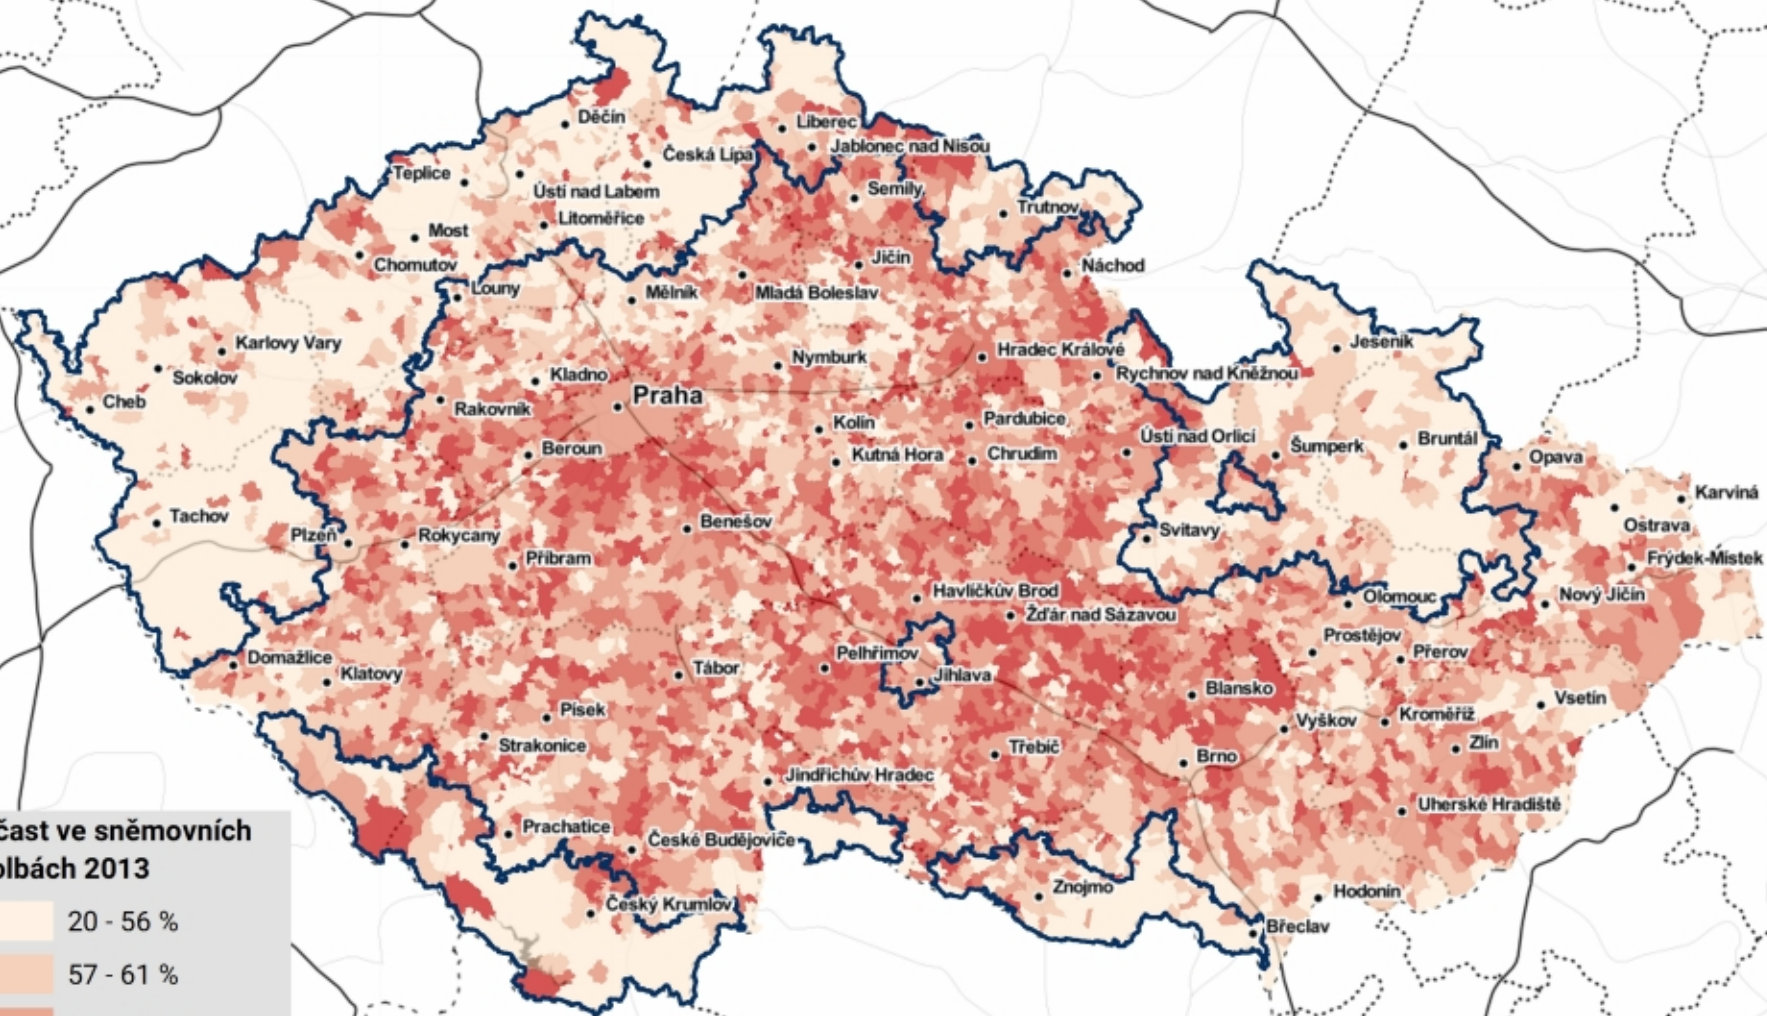 Děčín
Liberec
Jablonec nad Nisou
Česká Lípa
Teplice
Ústí nad Labem
Semily
Trutnov
Litoměřice
Most
Chomutov
Jičín
Náchod
Louny
Mělník
Mladá Boleslav
Karlovy Vary
Sokolov
Jeseník
Hradec Králové
Nymburk
Kladno
Rychnov nad Kněžnou
Cheb
Rakovník
Praha
Kolín
Pardubice
Ústí nad Orlicí
Šumperk
Bruntál
Beroun
Kutná Hora
Chrudim
Opava
Karviná
Tachov
Plzeň
Rokycany
Benešov
Svitavy
Ostrava
Příbram
Frýdek-Místek
Havlíčkův Brod
Olomouc
Nový Jičín
Žďár nad Sázavou
Prostějov
Přerov
Domažlice
Klatovy
Tábor
Pelhřimov
Jihlava
Blansko
Vsetín
Písek
Vyškov
Kroměříž
Strakonice
Třebíč
Zlín
Brno
Jindřichův Hradec
Uherské Hradiště
Prachatice
České Budějovice
Znojmo
Hodonín
Český Krumlov
Břeclav
čast ve sněmovních
olbách 2013
20 - 56 %
57 - 61 %